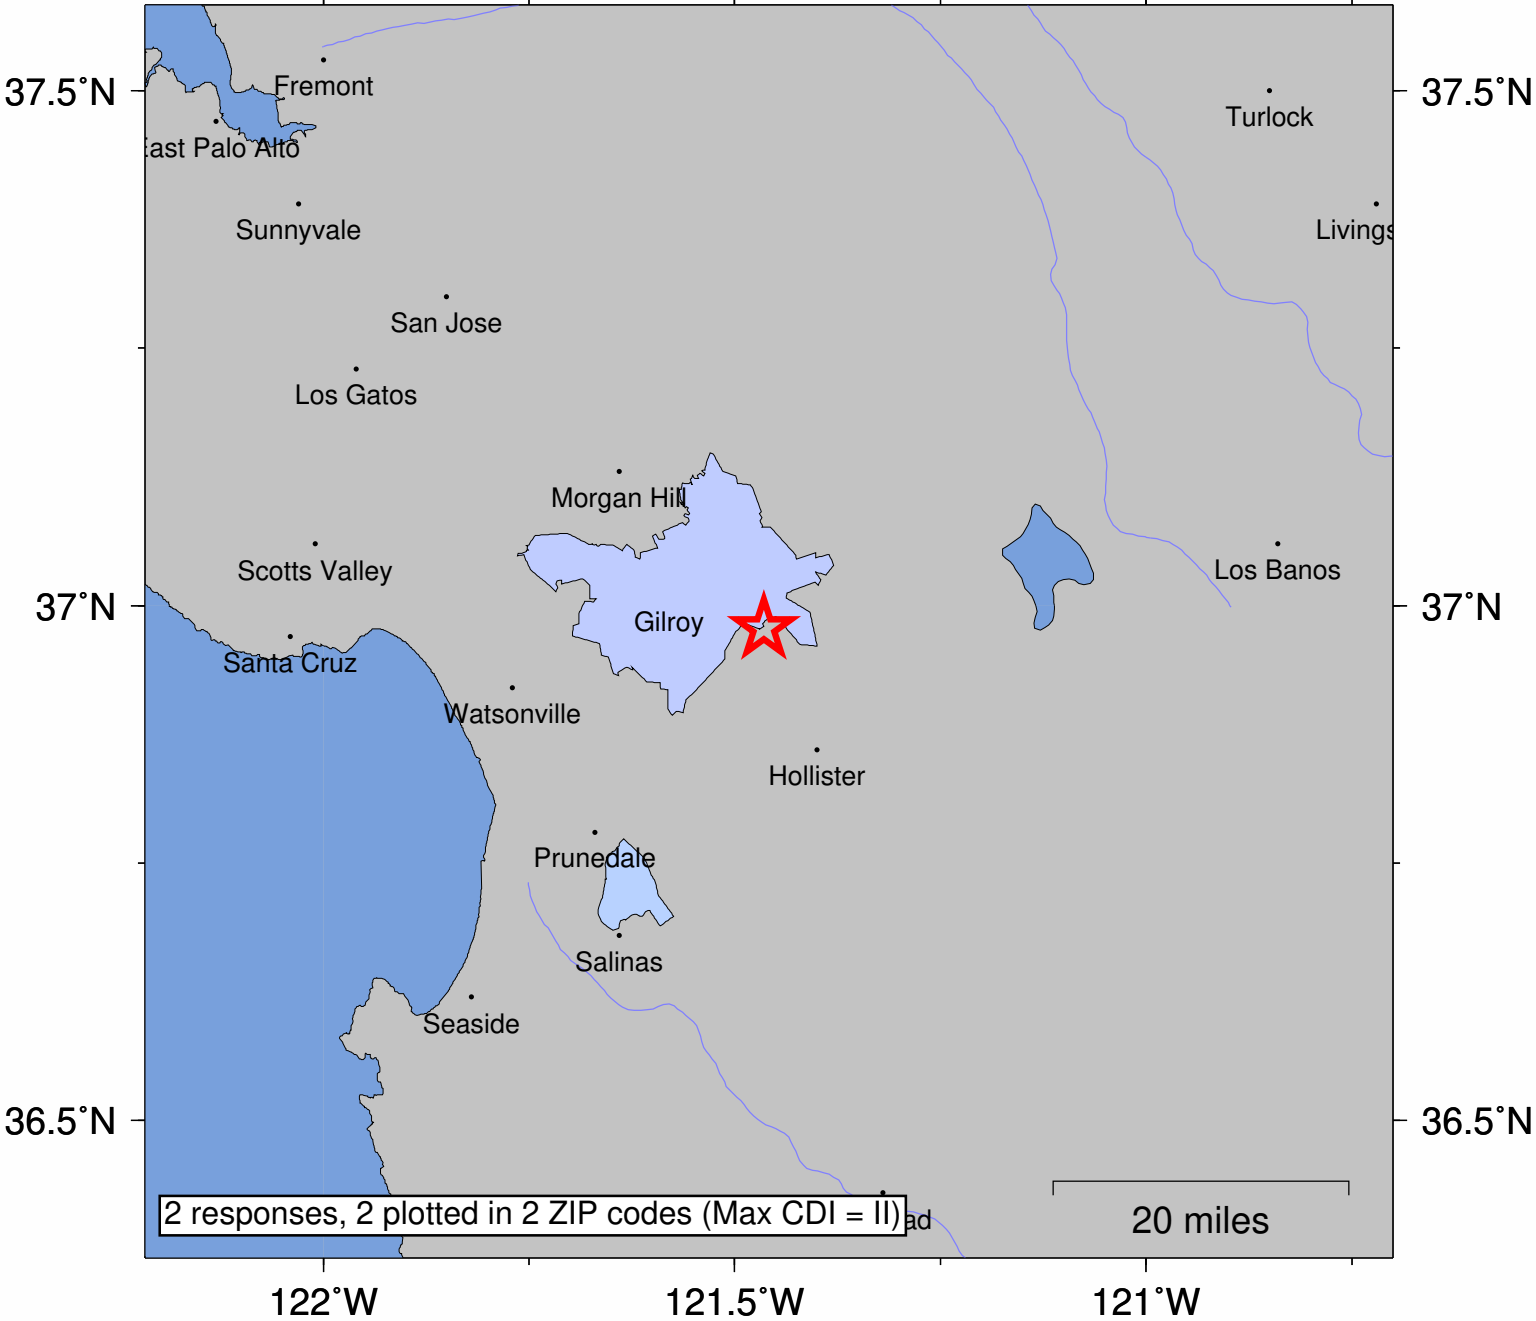 37.5°N
37.5°N
Fremont
Turlock
East Palo Alto
Sunnyvale
Livings
San Jose
Los Gatos
Morgan Hill
Scotts Valley
Los Banos
37°N
Gilroy
37°N
Santa Cruz
Watsonville
Hollister
Prunedale
Salinas
Seaside
36.5°N
36.5°N
2 responses, 2 plotted in 2 ZIP codes (Max CDI = II)
ad
20 miles
122°W
121.5°W
121°W